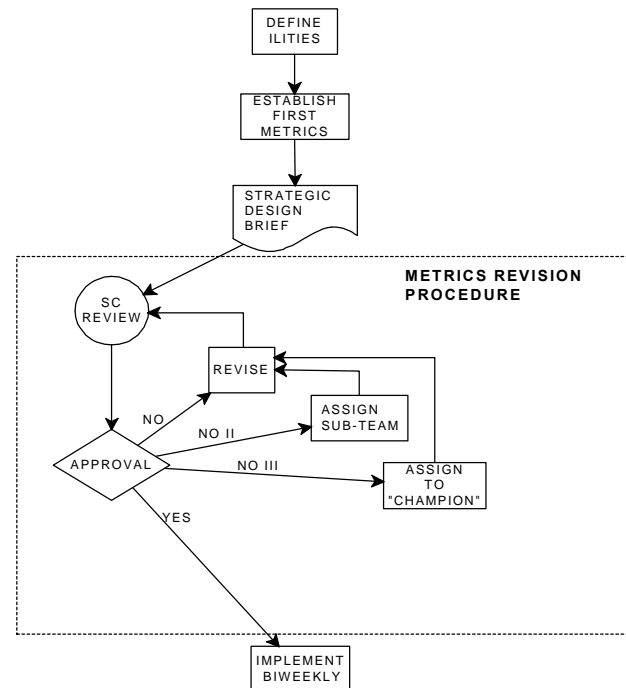 DEFINE
ILITIES
ESTABLISH
FIRST
METRICS
STRATEGIC
DESIGN
BRIEF
METRICS REVISION
PROCEDURE
SC
REVIEW
REVISE
ASSIGN
SUB-TEAM
NO
NO II
APPROVAL
NO III
ASSIGN
TO
"CHAMPION"
YES
IMPLEMENT
BIWEEKLY